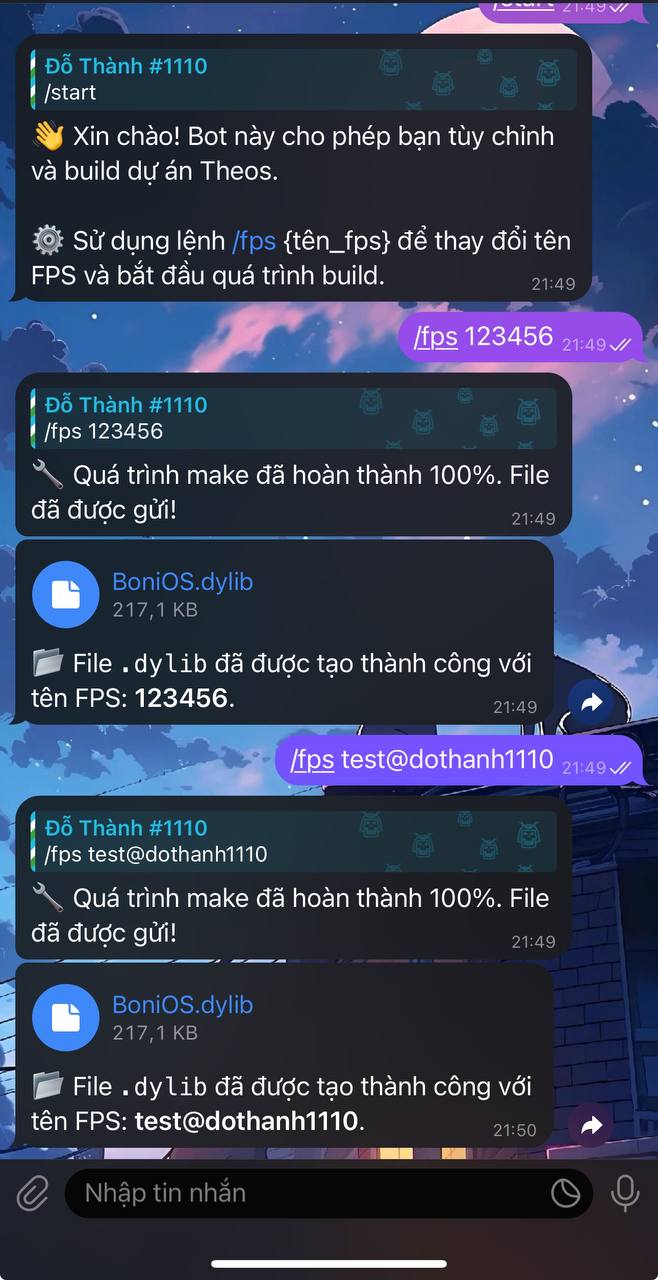 /start 21:49
Đỗ Thành #1110
/start
👋 Xin chào! Bot này cho phép bạn tùy chỉnh
và build dự án Theos.
⚙️ Sử dụng lệnh /fps {tên_fps} để thay đổi tên
FPS và bắt đầu quá trình build.
21:49
/fps 123456 21:49
Đỗ Thành #1110
/fps 123456
🔧 Quá trình make đã hoàn thành 100%. File
đã được gửi!
21:49
BoniOS.dylib
217,1 KB
📂 File .dylib đã được tạo thành công với
tên FPS: 123456.
21:49
/fps test@dothanh1110 21:49
Đỗ Thành #1110
/fps test@dothanh1110
🔧 Quá trình make đã hoàn thành 100%. File
đã được gửi!
21:49
BoniOS.dylib
217,1 KB
📂 File .dylib đã được tạo thành công với
tên FPS: test@dothanh1110.
21:50
Nhập tin nhắn